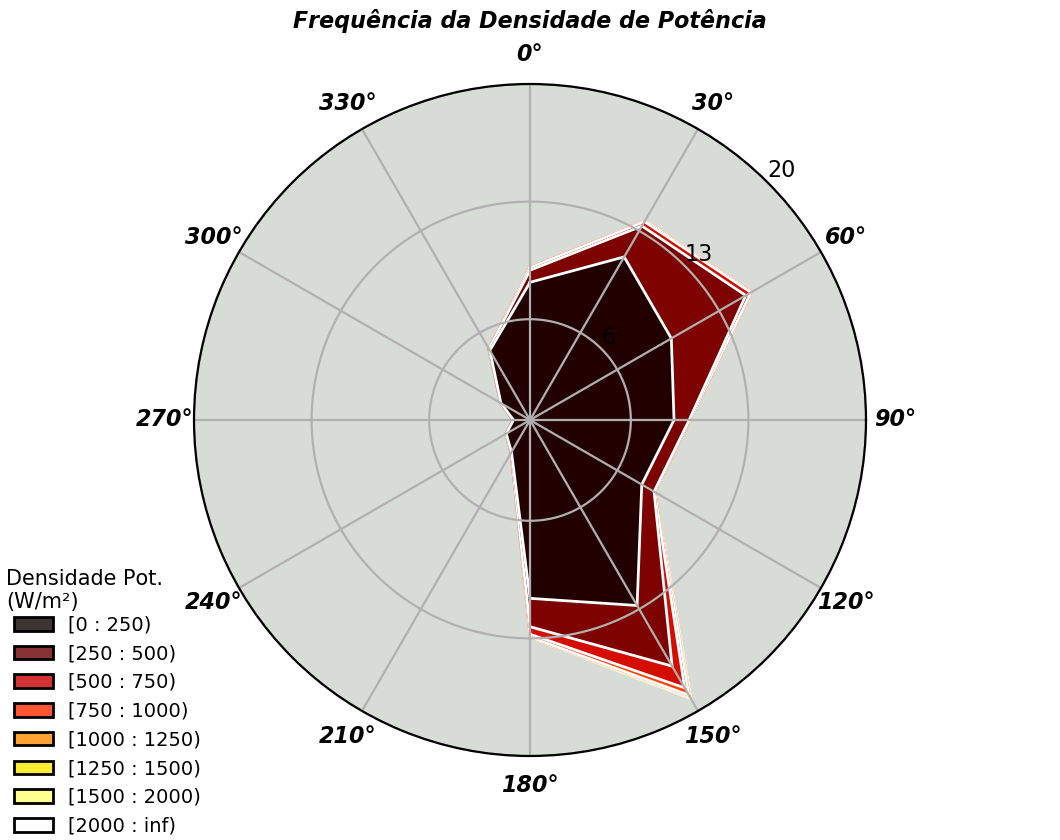 Frequência da Densidade de Potência
0°
330°
30°
20
300°
60°
13
6
270°
90°
Densidade Pot.
(W/m²)
240°
120°
[0 : 250)
[250 : 500)
[500 : 750)
[750 : 1000)
210°
150°
[1000 : 1250)
[1250 : 1500)
180°
[1500 : 2000)
[2000 : inf)